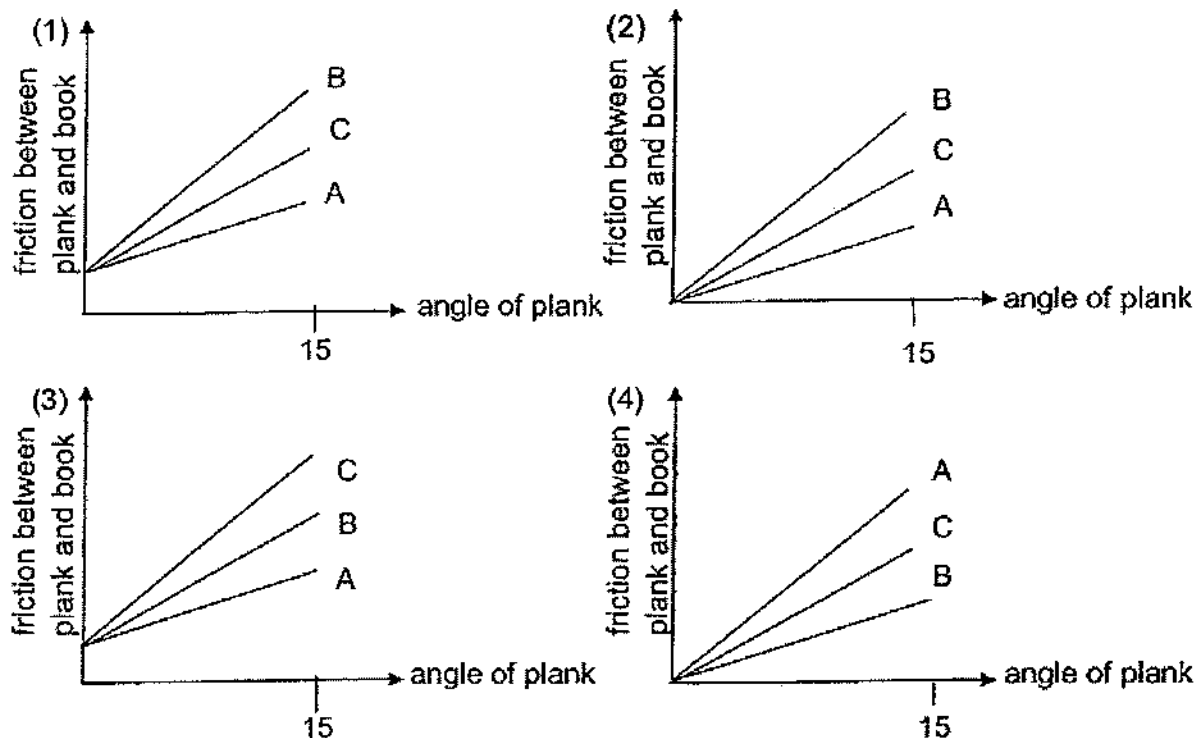 (1)
friction between
plank and book
B
C
A
angle of plank
15
(2)
friction between
plank and book
B
C
A
angle of plank
15
(3)
friction between
plank and book
C
B
A
angle of plank
15
(4)
friction between
plank and book
A
C
B
angle of plank
15